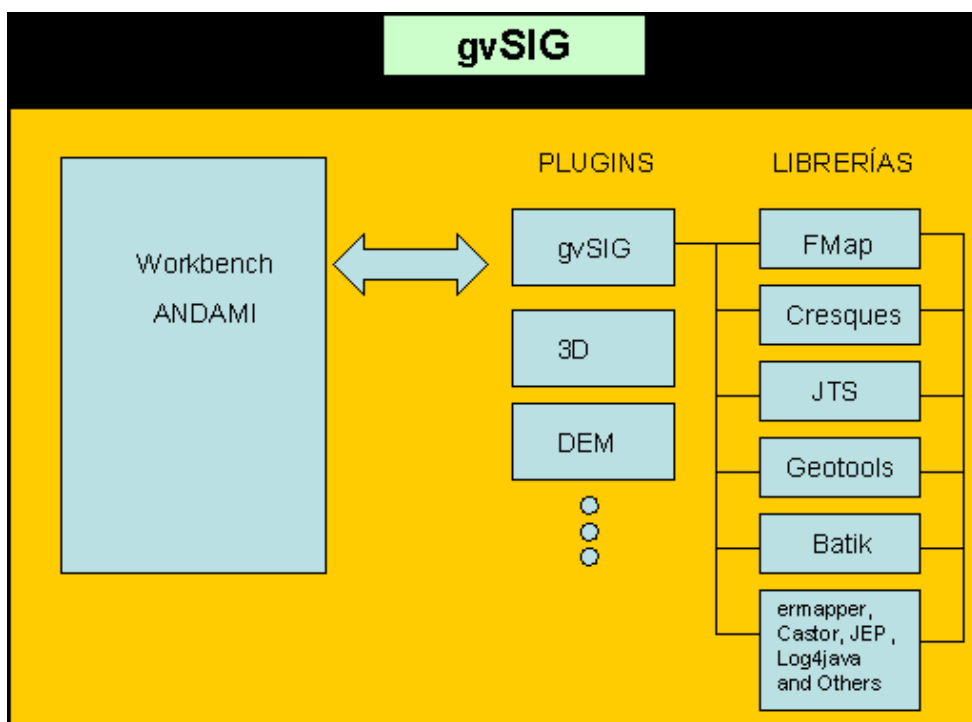 gvSIG
Workbench
ANDAMI
PLUGINS
gvSIG
3D
DEM
LIBRERÍAS
FMap
Cresques
JTS
Geotools
Batik
ermapper,
Castor, JEP ,
Log4java
and Others